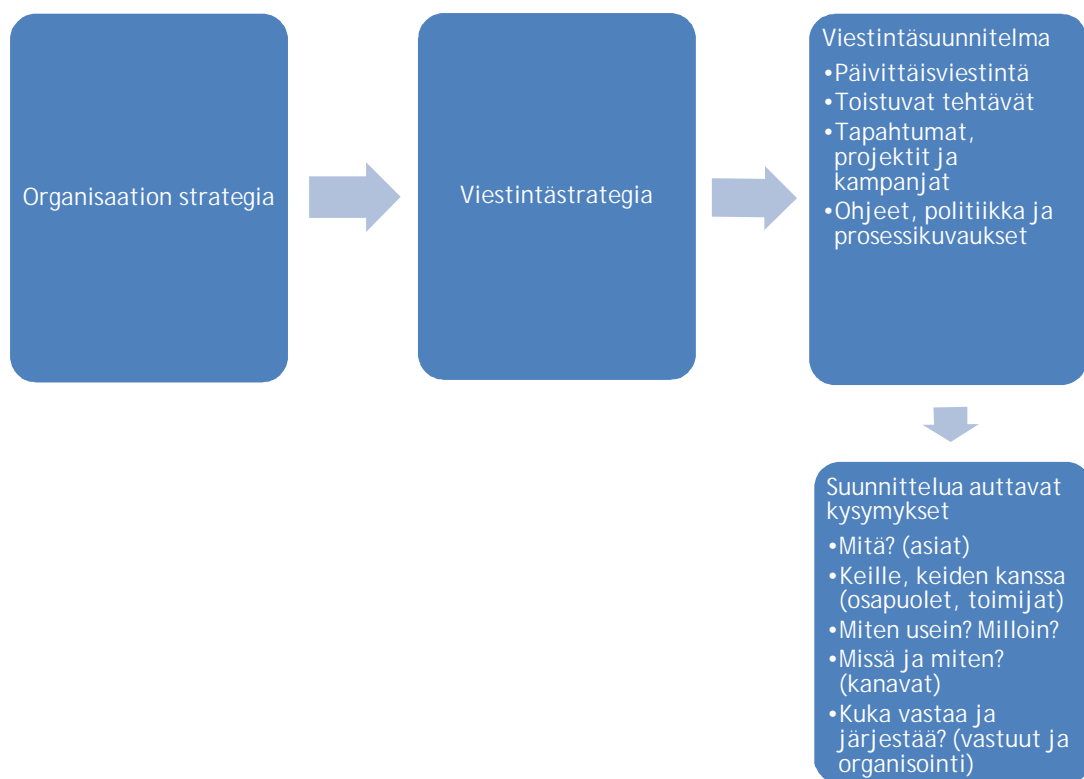 Organisaation strategia
Viestintästrategia
Viestintäsuunnitelma
•Päivittäisviestintä
•Toistuvat tehtävät
•Tapahtumat,
projektit ja
kampanjat
•Ohjeet, politiikka ja
prosessikuvaukset
Suunnittelua auttavat
kysymykset
•Mitä? (asiat)
•Keille, keiden kanssa
(osapuolet, toimijat)
•Miten usein? Milloin?
•Missä ja miten?
(kanavat)
•Kuka vastaa ja
järjestää? (vastuut ja
organisointi)